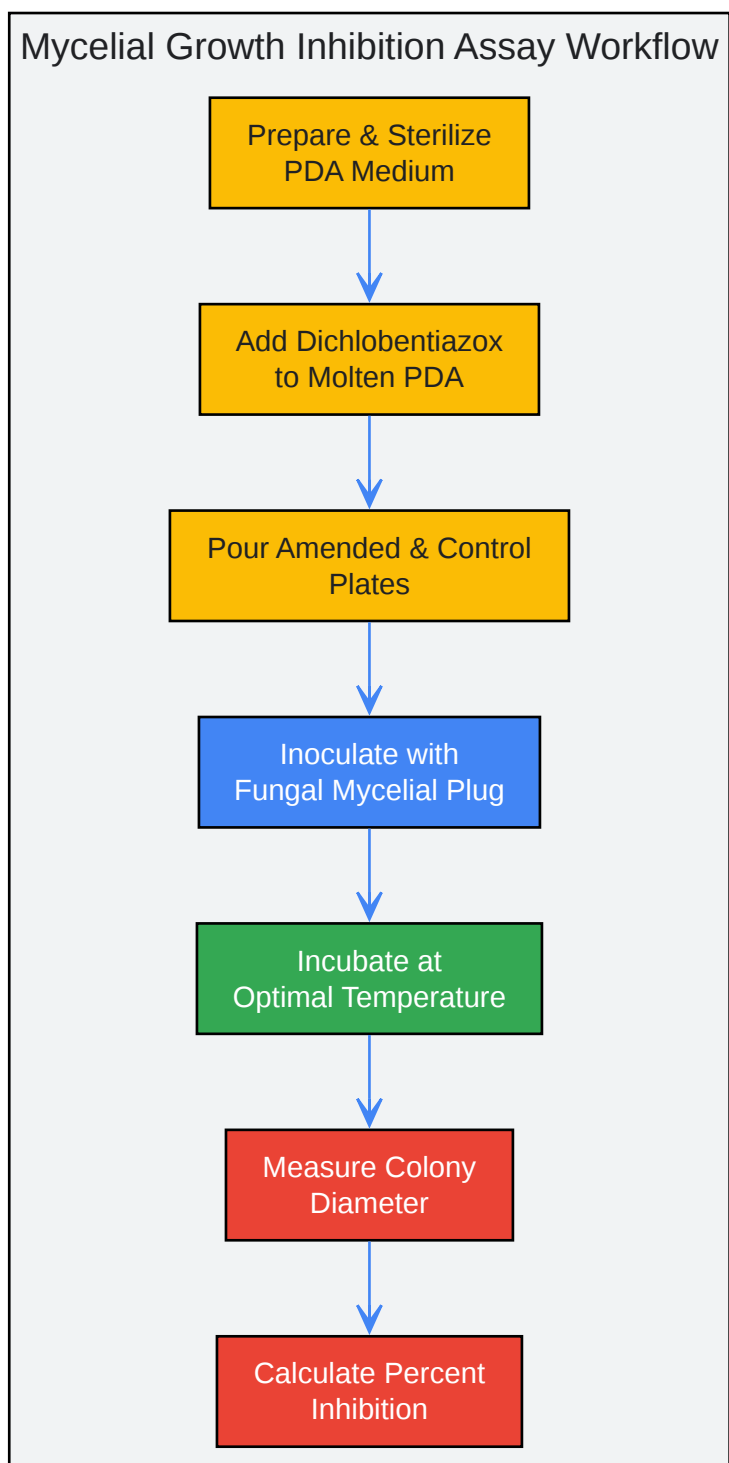 Mycelial Growth Inhibition Assay Workflow
Prepare & Sterilize
PDA Medium
Add Dichlobentiazox
to Molten PDA
Pour Amended & Control
Plates
Inoculate with
Fungal Mycelial Plug
Incubate at
Optimal Temperature
Measure Colony
Diameter
Calculate Percent
Inhibition